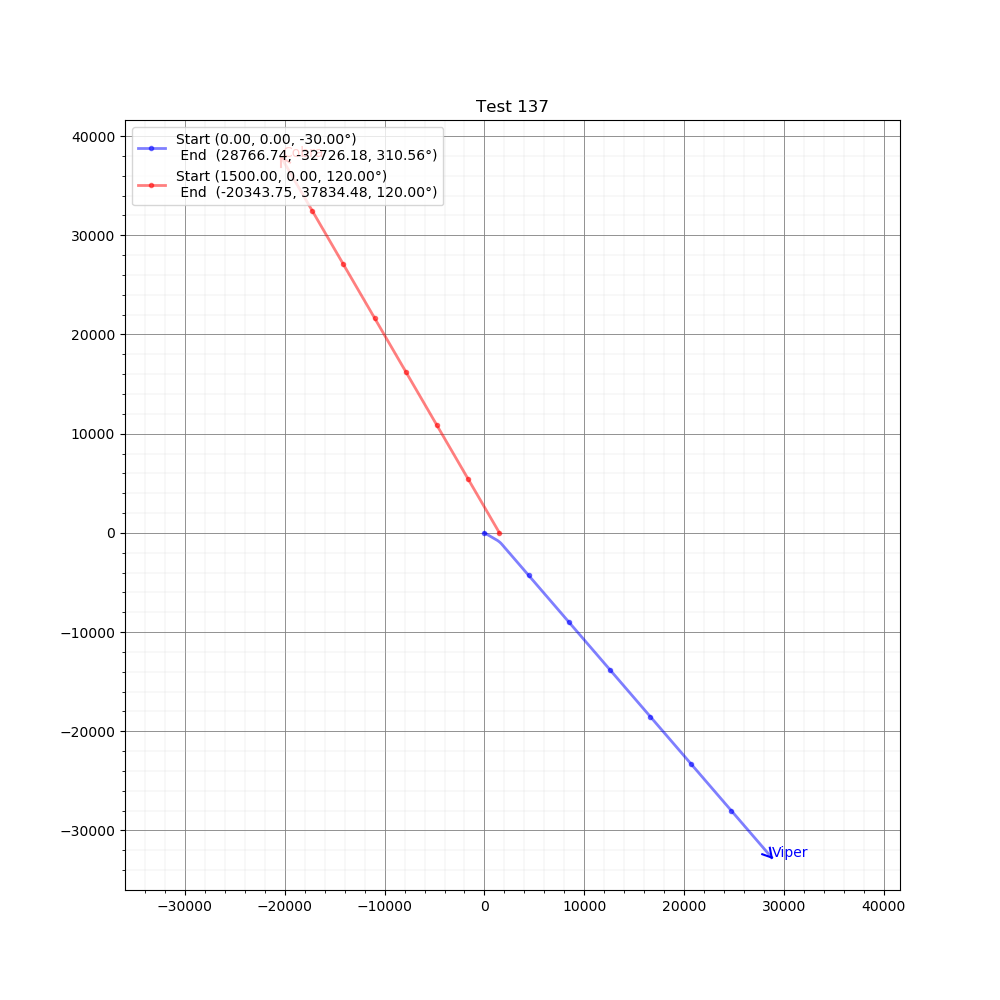 Test 137
Start (0.00, 0.00, -30.00°)
End (28766.74, -32726.18, 310.56°)
Start (1500.00, 0.00, 120.00°)
End (-20343.75, 37834.48, 120.00°)
40000
30000
20000
10000
0
−10000
−20000
−30000
Viper
−30000 −20000 −10000 0 10000 20000 30000 40000